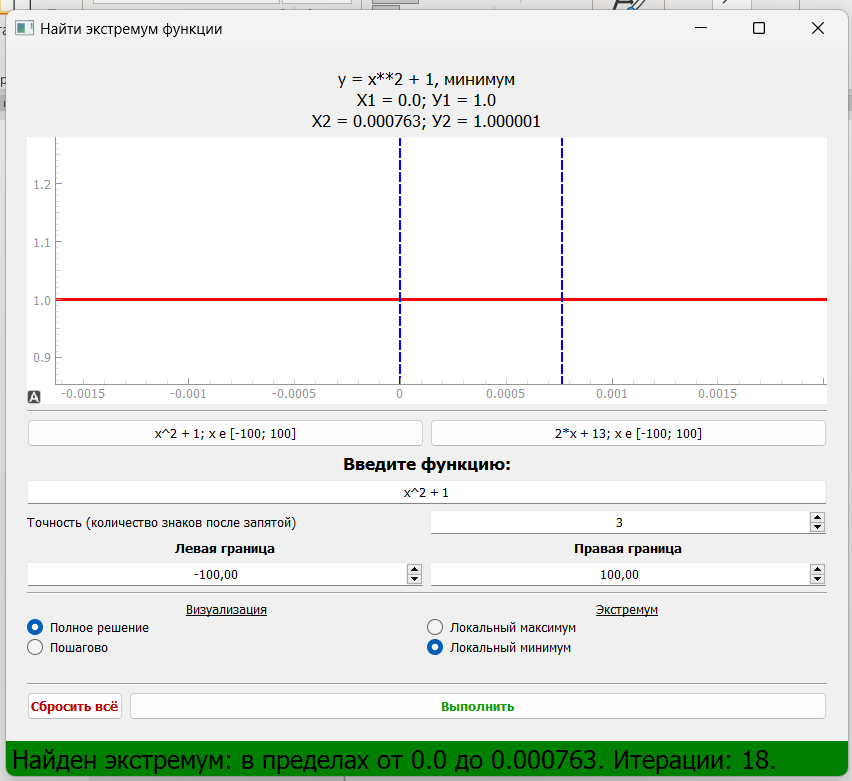 Найти экстремум функции
y = x**2 + 1, минимум
X1 = 0.0; У1 = 1.0
X2 = 0.000763; У2 = 1.000001
1.2
1.1
1.0
0.9
-0.0015 -0.001 -0.0005 0 0.0005 0.001 0.0015
A
x^2 + 1; x e [-100; 100] 2*x + 13; x e [-100; 100]
Введите функцию:
x^2 + 1
Точность (количество знаков после запятой) 3
Левая граница Правая граница
-100,00 100,00
Визуализация Экстремум
Полное решение Локальный максимум
Пошагово Локальный минимум
Сбросить всё Выполнить
Найден экстремум: в пределах от 0.0 до 0.000763. Итерации: 18.